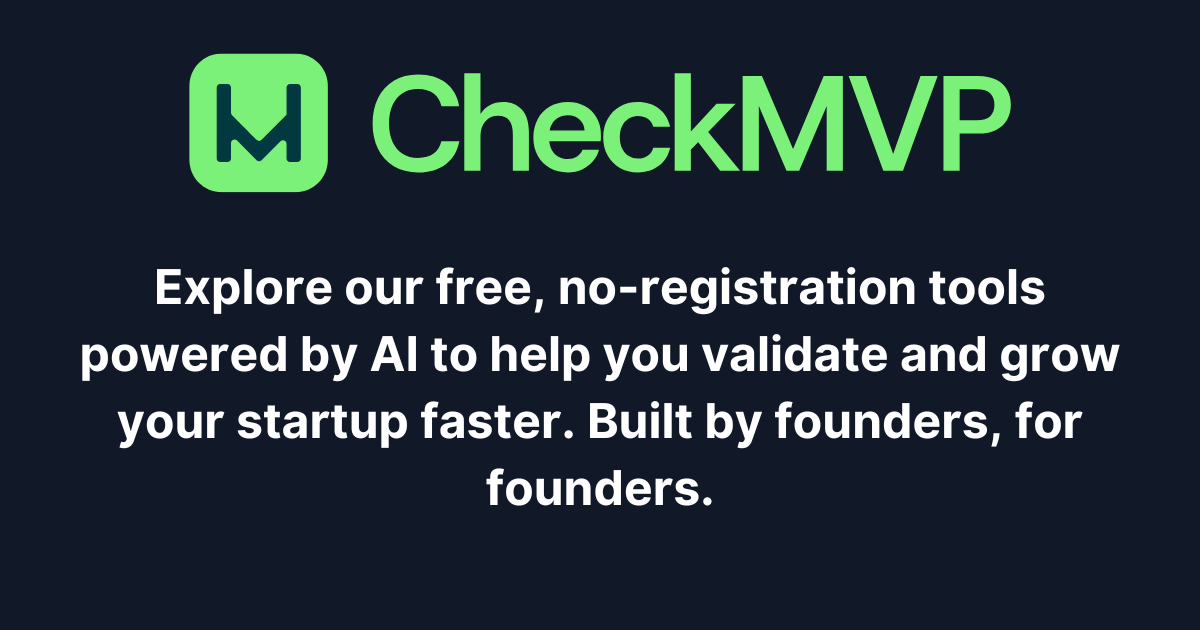 CheckMVP
Explore our free, no-registration tools
powered by AI to help you validate and grow
your startup faster. Built by founders, for
founders.